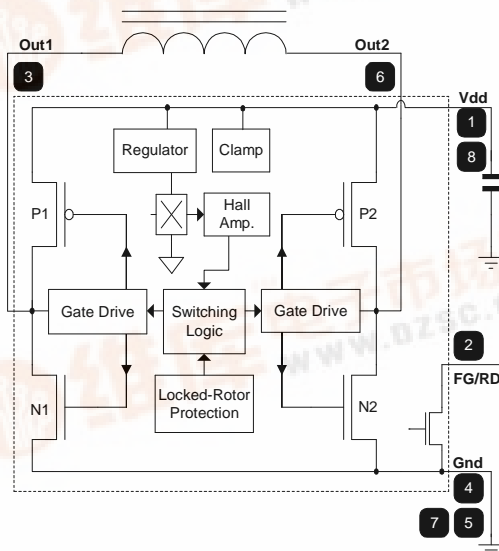 Out1
Out2
3
6
Vdd
1
8
Regulator
Clamp
P1
P2
Hall
Amp.
Gate Drive
Switching
Logic
Gate Drive
2
FG/RD
N1
Locked-Rotor
Protection
N2
Gnd
4
7
5